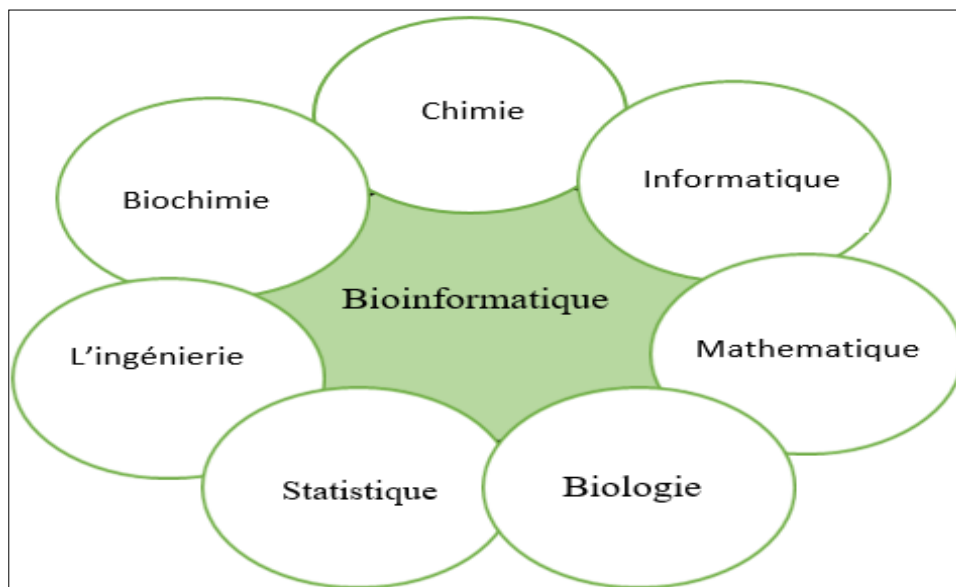 Chimie
Informatique
Biochimie
Bioinformatique
L'ingénierie
Mathematique
Statistique
Biologie